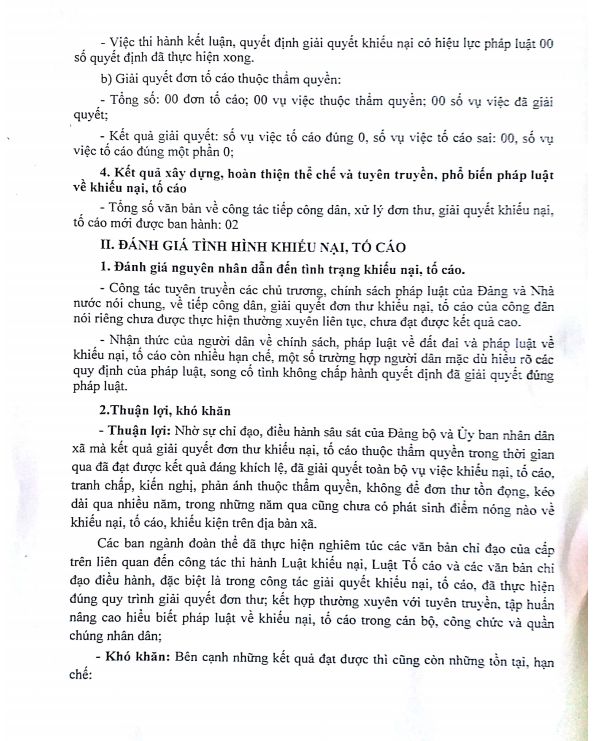 - Việc thi hành kết luận, quyết định giải quyết khiếu nại có hiệu lực pháp luật 00
số quyết định đã thực hiện xong.
b) Giải quyết đơn tố cáo thuộc thẩm quyền:
- Tổng số: 00 đơn tố cáo; 00 vụ việc thuộc thẩm quyền; 00 số vụ việc đã giải
quyết;
- Kết quả giải quyết: số vụ việc tố cáo đúng 0, số vụ việc tố cáo sai: 00, số vụ
việc tố cáo đúng một phần 0;
4. Kết quả xây dựng, hoàn thiện thể chế và tuyên truyền, phổ biến pháp luật
về khiếu nại, tố cáo
- Tổng số văn bản về công tác tiếp công dân, xử lý đơn thư, giải quyết khiếu nại,
tố cáo mới được ban hành: 02
II. ĐÁNH GIÁ TÌNH HÌNH KHIẾU NẠI, TỐ CÁO
1. Đánh giá nguyên nhân dẫn đến tình trạng khiếu nại, tố cáo.
- Công tác tuyên truyền các chủ trương, chính sách pháp luật của Đảng và Nhà
nước nói chung, về tiếp công dân, giải quyết đơn thư khiếu nại, tố cáo của công dân
nói riêng chưa được thực hiện thường xuyên liên tục, chưa đạt được kết quả cao.
- Nhận thức của người dân về chính sách, pháp luật về đất đai và pháp luật về
khiếu nại, tố cáo còn nhiều hạn chế, một số trường hợp người dân mặc dù hiểu rõ các
quy định của pháp luật, song cố tình không chấp hành quyết định đã giải quyết đúng
pháp luật.
2.Thuận lợi, khó khăn
- Thuận lợi: Nhờ sự chỉ đạo, điều hành sâu sát của Đảng bộ và Ủy ban nhân dân
xã mà kết quả giải quyết đơn thư khiếu nại, tố cáo thuộc thẩm quyền trong thời gian
qua đã đạt được kết quả đáng khích lệ, đã giải quyết toàn bộ vụ việc khiếu nại, tố cáo,
tranh chấp, kiến nghị, phản ánh thuộc thẩm quyền, không để đơn thư tồn đọng, kéo
dài qua nhiều năm, trong những năm qua cũng chưa có phát sinh điểm nóng nào về
khiếu nại, tố cáo, khiếu kiện trên địa bàn xã.
Các ban ngành đoàn thể đã thực hiện nghiêm túc các văn bản chỉ đạo của cấp
trên liên quan đến công tác thi hành Luật khiếu nại, Luật Tố cáo và các văn bản chỉ
đạo điều hành, đặc biệt là trong công tác giải quyết khiếu nại, tố cáo, đã thực hiện
đúng quy trình giải quyết đơn thư; kết hợp thường xuyên với tuyên truyền, tập huấn
nâng cao hiểu biết pháp luật về khiếu nại, tố cáo trong cán bộ, công chức và quần
chúng nhân dân;
- Khó khăn: Bên cạnh những kết quả đạt được thì cũng còn những tồn tại, hạn
chế: